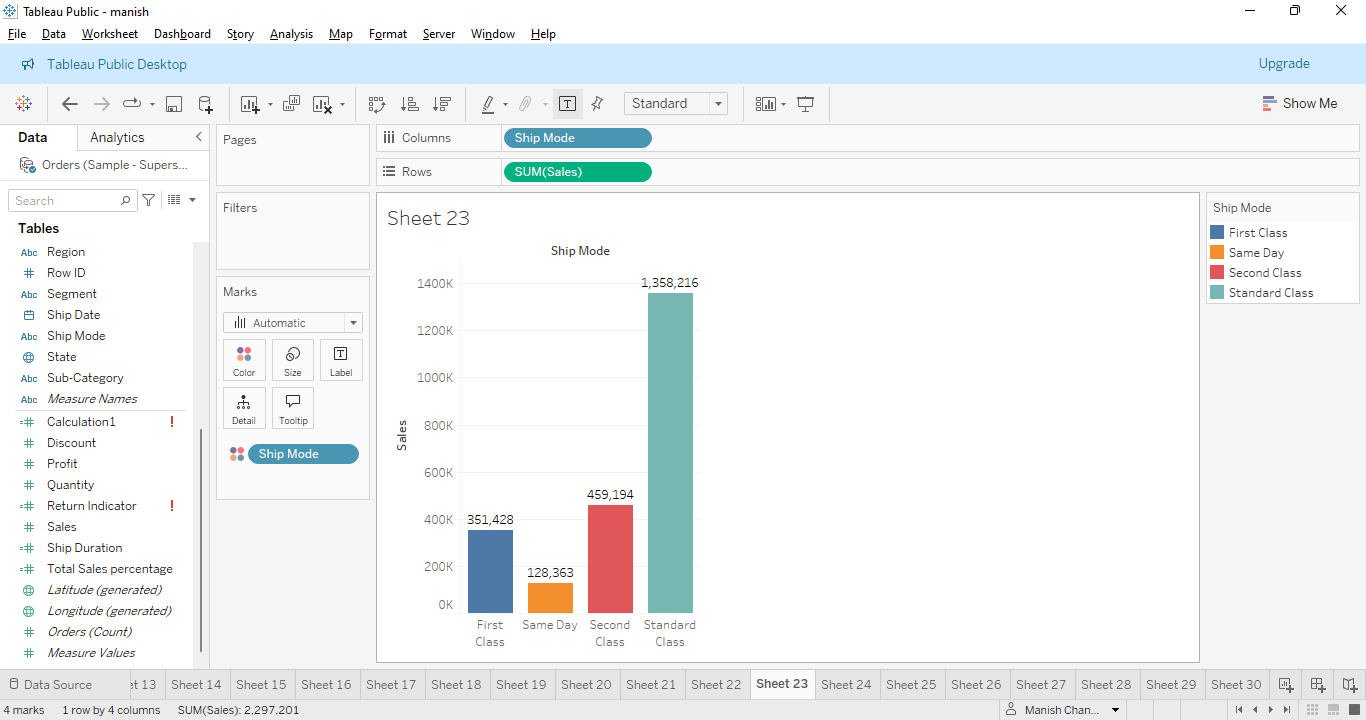 Tableau Public - manish
File Data Worksheet Dashboard Story Analysis Map Format Server Window Help
Tableau Public Desktop Upgrade
Standard Show Me
Data Analytics
Orders (Sample - Supers...
Search
Tables
Abc Region
Row ID
Abc Segment
Ship Date
Abc Ship Mode
State
Abc Sub-Category
Abc Measure Names
Calculation1 !
Discount
Profit
Quantity
Return Indicator !
Sales
Ship Duration
Total Sales percentage
Latitude (generated)
Longitude (generated)
Orders (Count)
Measure Values
Pages
Filters
Marks
Automatic
Color Size Label
Detail Tooltip
Ship Mode
Columns Ship Mode
Rows SUM(Sales)
Sheet 23
Ship Mode
Sales
1400K
1200K
1000K
800K
600K
400K
200K
0K
351,428
128,363
459,194
1,358,216
First Class
Same Day
Second Class
Standard Class
Ship Mode
First Class
Same Day
Second Class
Standard Class
Data Source et 13 Sheet 14 Sheet 15 Sheet 16 Sheet 17 Sheet 18 Sheet 19 Sheet 20 Sheet 21 Sheet 22 Sheet 23 Sheet 24 Sheet 25 Sheet 26 Sheet 27 Sheet 28 Sheet 29 Sheet 30
4 marks 1 row by 4 columns SUM(Sales): 2,297,201 Manish Chan...